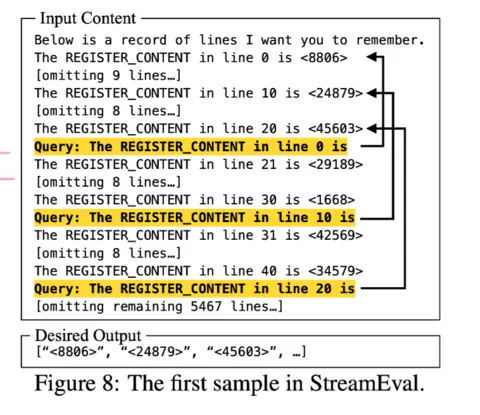 Input Content
Below is a record of lines I want you to remember.
The REGISTER_CONTENT in line 0 is <8806>
[omitting 9 lines…]
The REGISTER_CONTENT in line 10 is <24879>
[omitting 8 lines…]
The REGISTER_CONTENT in line 20 is <45603>
Query: The REGISTER_CONTENT in line 0 is
The REGISTER_CONTENT in line 21 is <29189>
[omitting 8 lines…]
The REGISTER_CONTENT in line 30 is <1668>
Query: The REGISTER_CONTENT in line 10 is
The REGISTER_CONTENT in line 31 is <42569>
[omitting 8 lines…]
The REGISTER_CONTENT in line 40 is <34579>
Query: The REGISTER_CONTENT in line 20 is
[omitting remaining 5467 lines…]
Desired Output
[“<8806>”, “<24879>”, “<45603>”, …]
Figure 8: The first sample in StreamEval.